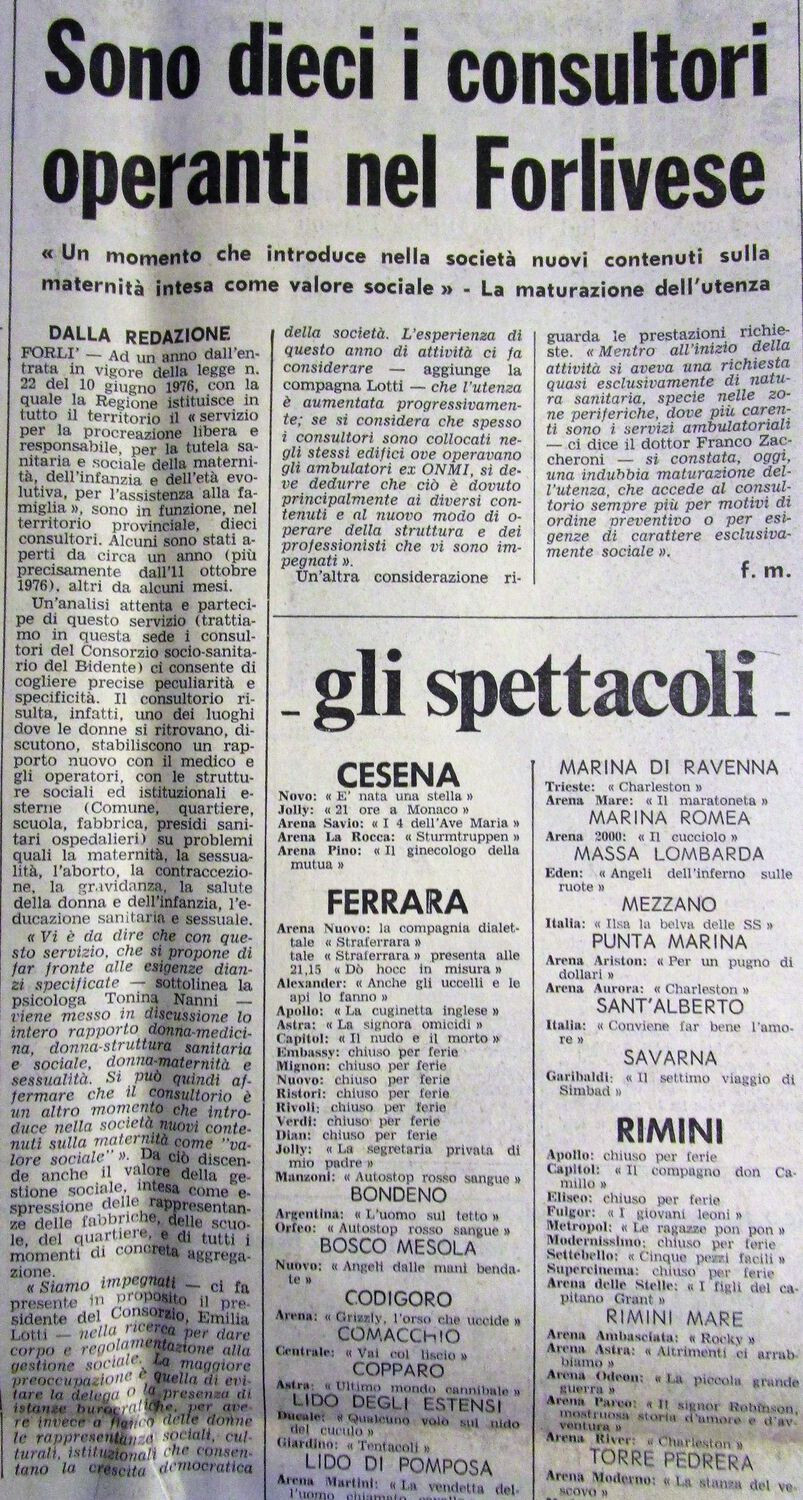 Sono dieci i consultori
operanti nel Forlivese
« Un momento che introduce nella società nuovi contenuti sulla
maternità intesa come valore sociale » - La maturazione dell'utenza
DALLA REDAZIONE
FORLI' — Ad un anno dall'en-
trata in vigore della legge n.
22 del 10 giugno 1976, con la
quale la Regione istituisce in
tutto il territorio il « servizio
per la procreazione libera e
responsabile, per la tutela sa-
nitaria e sociale della materni-
tà, dell'infanzia e dell'età evo-
lutiva, per l'assistenza alla fa-
miglia », sono in funzione, nel
territorio provinciale, dieci
consultori. Alcuni sono stati a-
perti da circa un anno (più
precisamente dall'11 ottobre
1976), altri da alcuni mesi.
Un'analisi attenta e parteci-
pe di questo servizio (trattia-
mo in questa sede i consul-
tori del Consorzio socio-sani-
tario del Bidente) ci consente di
cogliere precise peculiarità e
specificità. Il consultorio ri-
sulta, infatti, uno dei luoghi
dove le donne si ritrovano, di-
scutono, stabiliscono un rap-
porto nuovo con il medico e
gli operatori, con le struttu-
re sociali ed istituzionali e-
sterne (Comune, quartiere,
scuola, fabbrica, presidi sani-
tari ospedalieri) su problemi
quali la maternità, la sessua-
lità, l'aborto, la contraccezio-
ne, la gravidanza, la salute
della donna e dell'infanzia, l'e-
ducazione sanitaria e sessuale.
« Vi è da dire che con que-
sto servizio, che si propone di
far fronte alle esigenze dian-
zi specificate — sottolinea la
psicologa Tonina Nanni —
viene messo in discussione lo
intero rapporto donna-medici-
na, donna-struttura sanitaria
e sociale, donna-maternità e
sessualità. Si può quindi af-
fermare che il consultorio è
un altro momento che intro-
duce nella società nuovi conte-
nuti sulla maternità come "va-
lore sociale" ». Da ciò discen-
de anche il valore della ge-
stione sociale, intesa come e-
spressione delle rappresentan-
ze delle fabbriche, delle scuo-
le, del quartiere, e di tutti i
momenti di concreta aggrega-
zione.
« Siamo impegnati — ci fa
presente in proposito il pre-
sidente del Consorzio, Emilia
Lotti — nella ricerca per dare
corpo e regolamentazione alla
gestione sociale. La maggiore
preoccupazione è quella di evi-
tare la delega o la presenza di
istanze burocratiche, per ave-
re invece a fianco delle donne
le rappresentanze sociali, cul-
turali, istituzionali che consen-
tano la crescita democratica
della società. L'esperienza di
questo anno di attività ci fa
considerare — aggiunge la
compagna Lotti — che l'utenza
è aumentata progressivamen-
te; se si considera che spesso
i consultori sono collocati ne-
gli stessi edifici ove operavano
gli ambulatori ex ONMI, si de-
ve dedurre che ciò è dovuto
principalmente ai diversi con-
tenuti e al nuovo modo di o-
perare della struttura e dei
professionisti che vi sono im-
pegnati ».
Un'altra considerazione ri-
guarda le prestazioni richie-
ste. « Mentro all'inizio della
attività si aveva una richiesta
quasi esclusivamente di natu-
ra sanitaria, specie nelle zo-
ne periferiche, dove più caren-
ti sono i servizi ambulatoriali
— ci dice il dottor Franco Zac-
cheroni — si constata, oggi,
una indubbia maturazione del-
l'utenza, che accede al consul-
torio sempre più per motivi di
ordine preventivo o per esi-
genze di carattere esclusiva-
mente sociale ».
f. m.
- gli spettacoli -
CESENA
Novo: « E' nata una stella »
Jolly: « 21 ore a Monaco »
Arena Savio: « I 4 dell'Ave Maria »
Arena La Rocca: « Sturmtruppen »
Arena Pino: « Il ginecologo della
mutua »
FERRARA
Arena Nuovo: la compagnia dialet-
tale « Straferrara »
tale « Straferrara » presenta alle
21,15 « Dò hocc in misura »
Alexander: « Anche gli uccelli e le
api lo fanno »
Apollo: « La cuginetta inglese »
Astra: « La signora omicidi »
Capitol: « Il nudo e il morto »
Embassy: chiuso per ferie
Mignon: chiuso per ferie
Nuovo: chiuso per ferie
Ristori: chiuso per ferie
Rivoli: chiuso per ferie
Verdi: chiuso per ferie
Dian: chiuso per ferie
Jolly: « La segretaria privata di
mio padre »
Manzoni: « Autostop rosso sangue »
BONDENO
Argentina: « L'uomo sul tetto »
Orfeo: « Autostop rosso sangue »
BOSCO MESOLA
Nuovo: « Angeli dalle mani benda-
te »
CODIGORO
Arena: « Grizzly, l'orso che uccide »
COMACCHIO
Centrale: « Vai col liscio »
COPPARO
Astra: « Ultimo mondo cannibale »
LIDO DEGLI ESTENSI
Ducale: « Qualcuno volo sul nido
del cuculo »
Giardino: « Tentacoli »
LIDO DI POMPOSA
Arena Martini: « La vendetta del-
l'uomo chiamato
MARINA DI RAVENNA
Trieste: « Charleston »
Arena Mare: « Il maratoneta »
MARINA ROMEA
Arena 2000: « Il cucciolo »
MASSA LOMBARDA
Eden: « Angeli dell'inferno sulle
ruote »
MEZZANO
Italia: « Ilsa la belva delle SS »
PUNTA MARINA
Arena Ariston: « Per un pugno di
dollari »
Arena Aurora: « Charleston »
SANT'ALBERTO
Italia: « Conviene far bene l'amo-
re »
SAVARNA
Garibaldi: « Il settimo viaggio di
Simbad »
RIMINI
Apollo: chiuso per ferie
Capitol: « Il compagno don Ca-
millo »
Eliseo: chiuso per ferie
Fulgor: « I giovani leoni »
Metropol: « Le ragazze pon pon »
Modernissimo: chiuso per ferie
Settebello: « Cinque pezzi facili »
Supercinema: chiuso per ferie
Arena delle Stelle: « I figli del ca-
pitano Grant »
RIMINI MARE
Arena Ambasciata: « Rocky »
Arena Astra: « Altrimenti ci arrab-
biamo »
Arena Odeon: « La piccola grande
guerra »
Arena Parco: « Il signor Robinson,
mostruosa storia d'amore e d'av-
ventura »
Arena River: « Charleston »
TORRE PEDRERA
Arena Moderno: « La stanza del ve-
scovo »